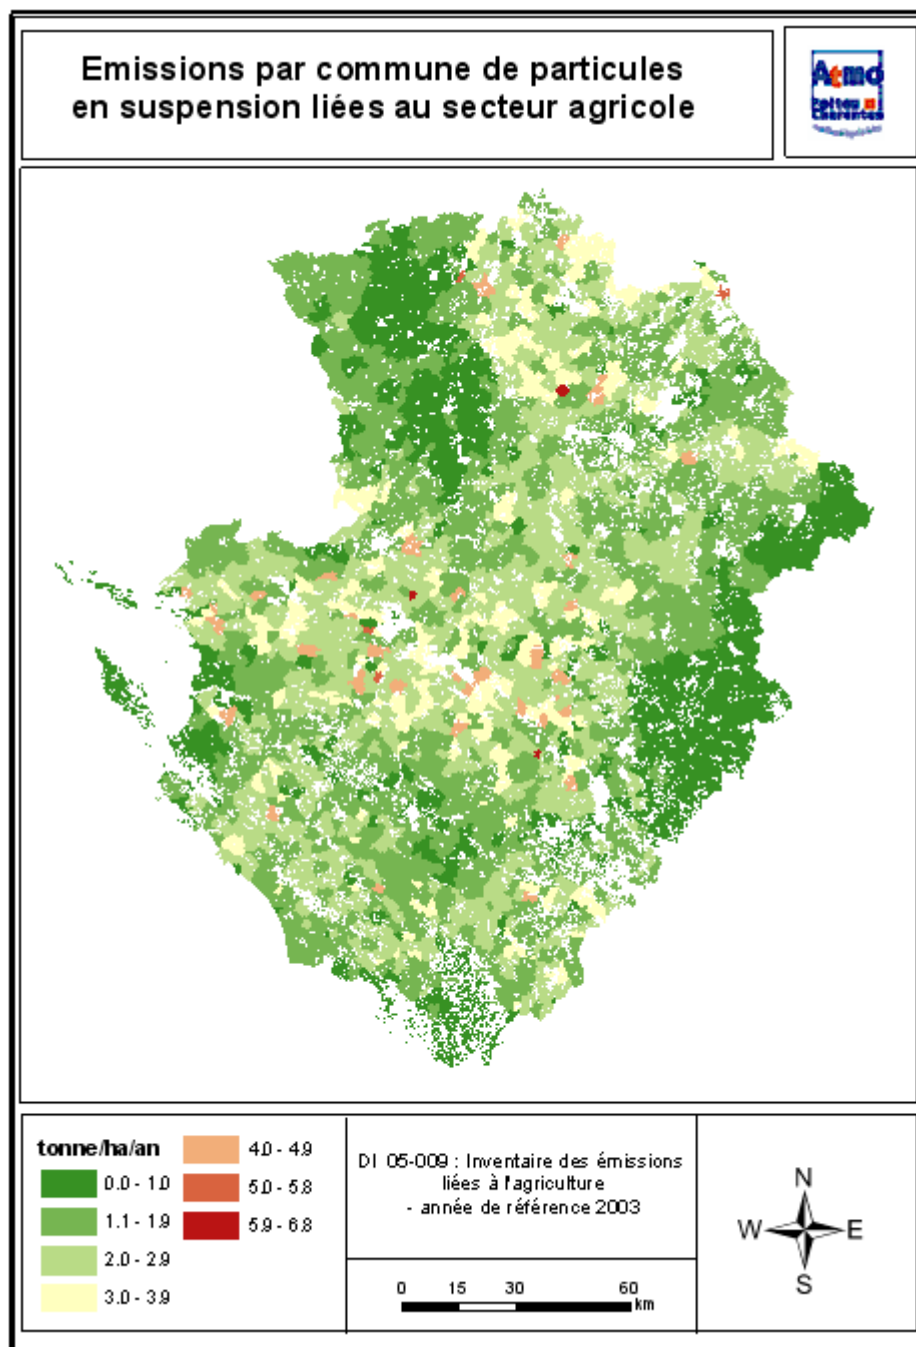 Emissions par commune de particules
en suspension liées au secteur agricole
Atmo
Poitou
Charentes
tonne/ha/an
0.0 - 1.0
1.1 - 1.9
2.0 - 2.9
3.0 - 3.9
4.0 - 4.9
5.0 - 5.8
5.9 - 6.8
DI 05-009 : Inventaire des émissions
liées à l'agriculture
- année de référence 2003
0 15 30 60
km
N
W E
S